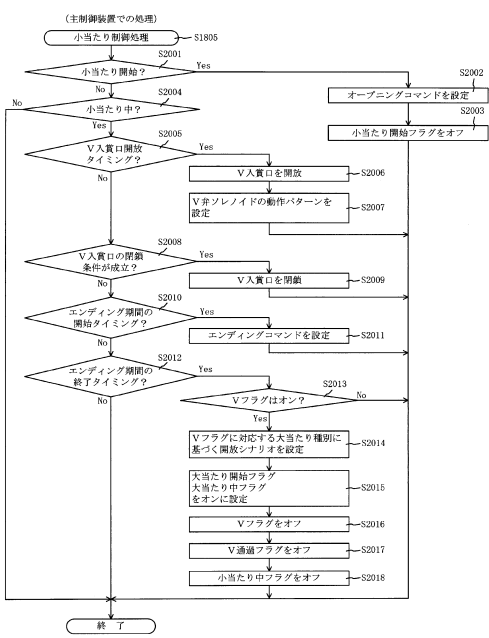 (主制御装置での処理)
小当たり制御処理
S1805
S2001
小当たり開始?
Yes
No
S2002
オープニングコマンドを設定
S2003
小当たり開始フラグをオフ
S2004
小当たり中?
No
Yes
S2005
V入賞口開放
タイミング?
Yes
No
V入賞口を開放
S2006
V弁ソレノイドの動作パターンを
設定
S2007
S2008
V入賞口の閉鎖
条件が成立?
Yes
No
V入賞口を閉鎖
S2009
S2010
エンディング期間の
開始タイミング?
Yes
No
エンディングコマンドを設定
S2011
S2012
エンディング期間の
終了タイミング?
Yes
No
S2013
Vフラグはオン?
No
Yes
Vフラグに対応する大当たり種別に
基づく開放シナリオを設定
S2014
大当たり開始フラグ
大当たり中フラグ
をオンに設定
S2015
Vフラグをオフ
S2016
V通過フラグをオフ
S2017
小当たり中フラグをオフ
S2018
終 了